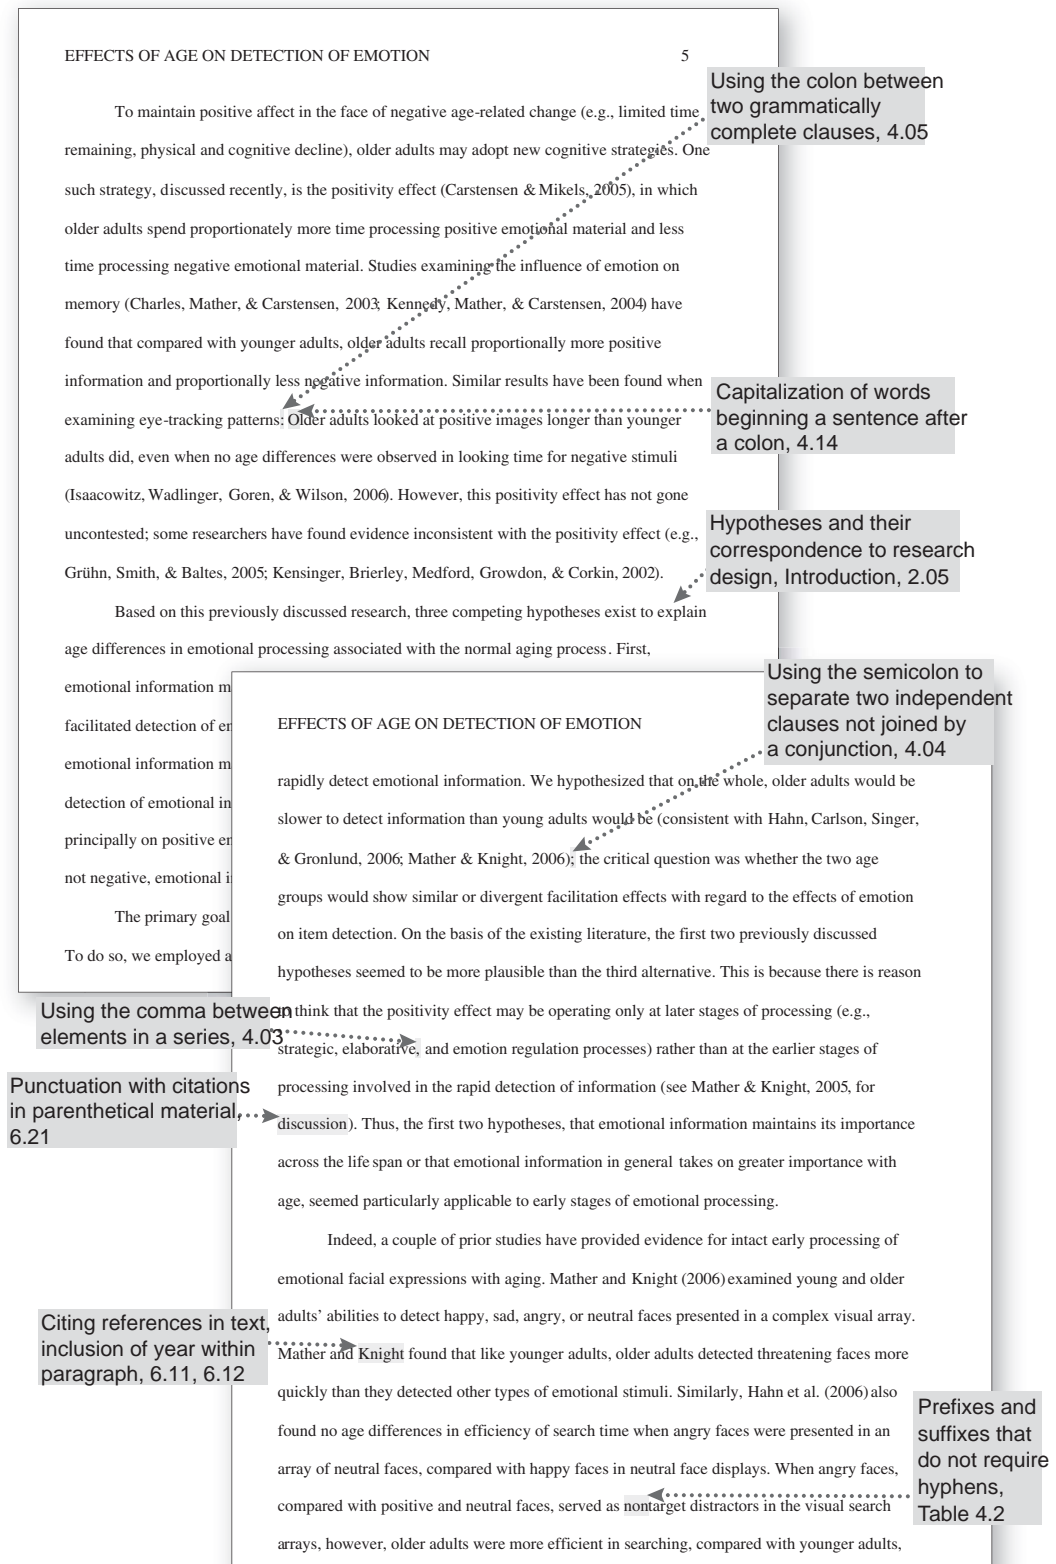 EFFECTS OF AGE ON DETECTION OF EMOTION 5
To maintain positive affect in the face of negative age-related change (e.g., limited time
remaining, physical and cognitive decline), older adults may adopt new cognitive strategies. One
such strategy, discussed recently, is the positivity effect (Carstensen & Mikels, 2005), in which
older adults spend proportionately more time processing positive emotional material and less
time processing negative emotional material. Studies examining the influence of emotion on
memory (Charles, Mather, & Carstensen, 2003; Kennedy, Mather, & Carstensen, 2004) have
found that compared with younger adults, older adults recall proportionally more positive
information and proportionally less negative information. Similar results have been found when
examining eye-tracking patterns: Older adults looked at positive images longer than younger
adults did, even when no age differences were observed in looking time for negative stimuli
(Isaacowitz, Wadlinger, Goren, & Wilson, 2006). However, this positivity effect has not gone
uncontested; some researchers have found evidence inconsistent with the positivity effect (e.g.,
Grühn, Smith, & Baltes, 2005; Kensinger, Brierley, Medford, Growdon, & Corkin, 2002).
Based on this previously discussed research, three competing hypotheses exist to explain
age differences in emotional processing associated with the normal aging process. First,
emotional information m
facilitated detection of en
emotional information m
detection of emotional in
principally on positive en
not negative, emotional i
The primary goal
To do so, we employed a
Using the colon between
two grammatically
complete clauses, 4.05
Capitalization of words
beginning a sentence after
a colon, 4.14
Hypotheses and their
correspondence to research
design, Introduction, 2.05
Using the semicolon to
separate two independent
clauses not joined by
a conjunction, 4.04
EFFECTS OF AGE ON DETECTION OF EMOTION
rapidly detect emotional information. We hypothesized that on the whole, older adults would be
slower to detect information than young adults would be (consistent with Hahn, Carlson, Singer,
& Gronlund, 2006; Mather & Knight, 2006); the critical question was whether the two age
groups would show similar or divergent facilitation effects with regard to the effects of emotion
on item detection. On the basis of the existing literature, the first two previously discussed
hypotheses seemed to be more plausible than the third alternative. This is because there is reason
to think that the positivity effect may be operating only at later stages of processing (e.g.,
strategic, elaborative, and emotion regulation processes) rather than at the earlier stages of
processing involved in the rapid detection of information (see Mather & Knight, 2005, for
discussion). Thus, the first two hypotheses, that emotional information maintains its importance
across the life span or that emotional information in general takes on greater importance with
age, seemed particularly applicable to early stages of emotional processing.
Indeed, a couple of prior studies have provided evidence for intact early processing of
emotional facial expressions with aging. Mather and Knight (2006) examined young and older
adults' abilities to detect happy, sad, angry, or neutral faces presented in a complex visual array.
Mather and Knight found that like younger adults, older adults detected threatening faces more
quickly than they detected other types of emotional stimuli. Similarly, Hahn et al. (2006) also
found no age differences in efficiency of search time when angry faces were presented in an
array of neutral faces, compared with happy faces in neutral face displays. When angry faces,
compared with positive and neutral faces, served as nontarget distractors in the visual search
arrays, however, older adults were more efficient in searching, compared with younger adults,
Using the comma between
elements in a series, 4.03
Punctuation with citations
in parenthetical material,
6.21
Citing references in text,
inclusion of year within
paragraph, 6.11, 6.12
Prefixes and
suffixes that
do not require
hyphens,
Table 4.2